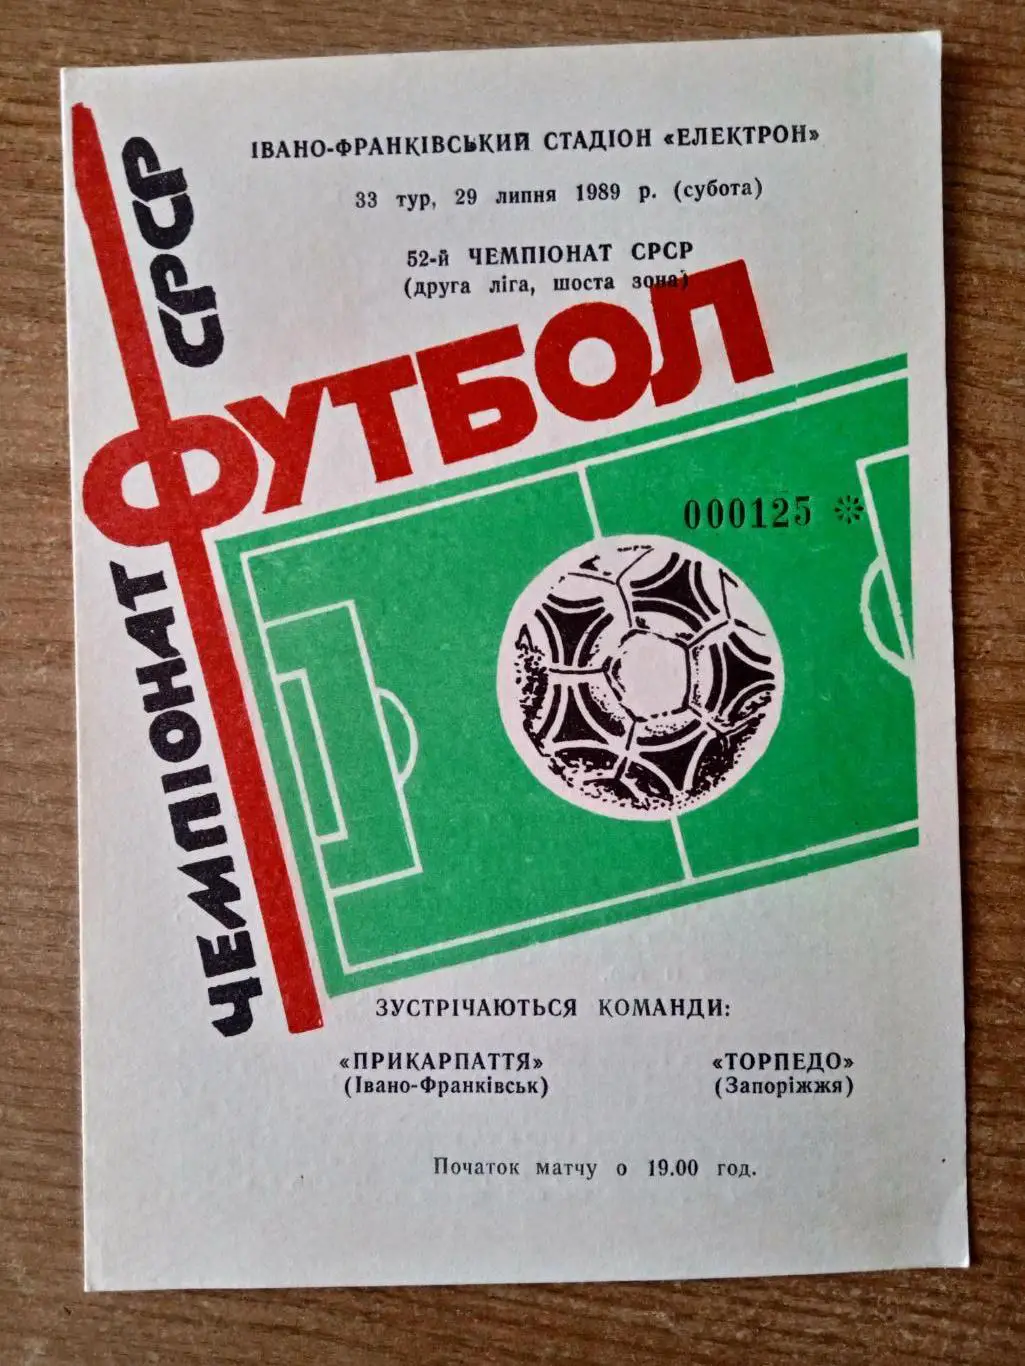 ІВАНО-ФРАНКІВСЬКИЙ СТАДІОН «ЕЛЕКТРОН»
33 тур, 29 липня 1989 р. (субота)
52-й ЧЕМПІОНАТ СРСР
(друга ліга, шоста зона)
ЧЕМПІОНАТ СРСР
ФУТБОЛ
000125 *
ЗУСТРІЧАЮТЬСЯ КОМАНДИ:
«ПРИКАРПАТТЯ» «ТОРПЕДО»
(Івано-Франківськ) (Запоріжжя)
Початок матчу о 19.00 год.